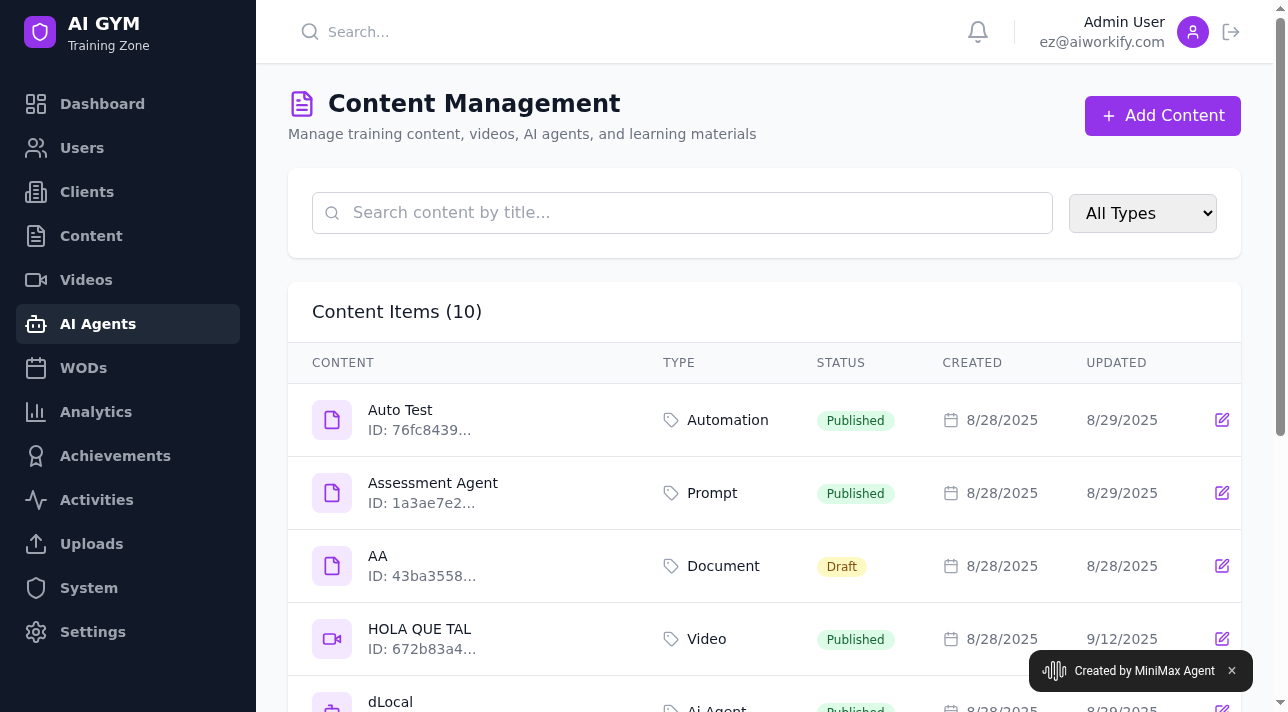 AI GYM
Training Zone
Dashboard
Users
Clients
Content
Videos
AI Agents
WODs
Analytics
Achievements
Activities
Uploads
System
Settings
Search...
Admin User
ez@aiworkify.com
Content Management
Manage training content, videos, AI agents, and learning materials
+ Add Content
Search content by title...
All Types
Content Items (10)
CONTENT TYPE STATUS CREATED UPDATED
Auto Test
ID: 76fc8439...
Automation Published 8/28/2025 8/29/2025
Assessment Agent
ID: 1a3ae7e2...
Prompt Published 8/28/2025 8/29/2025
AA
ID: 43ba3558...
Document Draft 8/28/2025 8/28/2025
HOLA QUE TAL
ID: 672b83a4...
Video Published 8/28/2025 9/12/2025
dLocal
Ai Agent Published 8/28/2025 8/29/2025
Created by MiniMax Agent ×